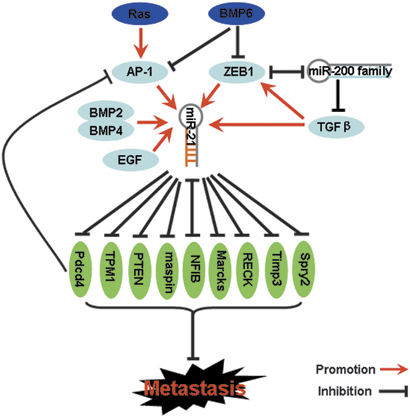 Ras
BMP6
AP-1
ZEB1
miR-200 family
BMP2
BMP4
miR-21
TGFβ
EGF
Pdcd4
TPM1
PTEN
maspin
NFIB
Marcks
RECK
Timp3
Spry2
Metastasis
Promotion
Inhibition